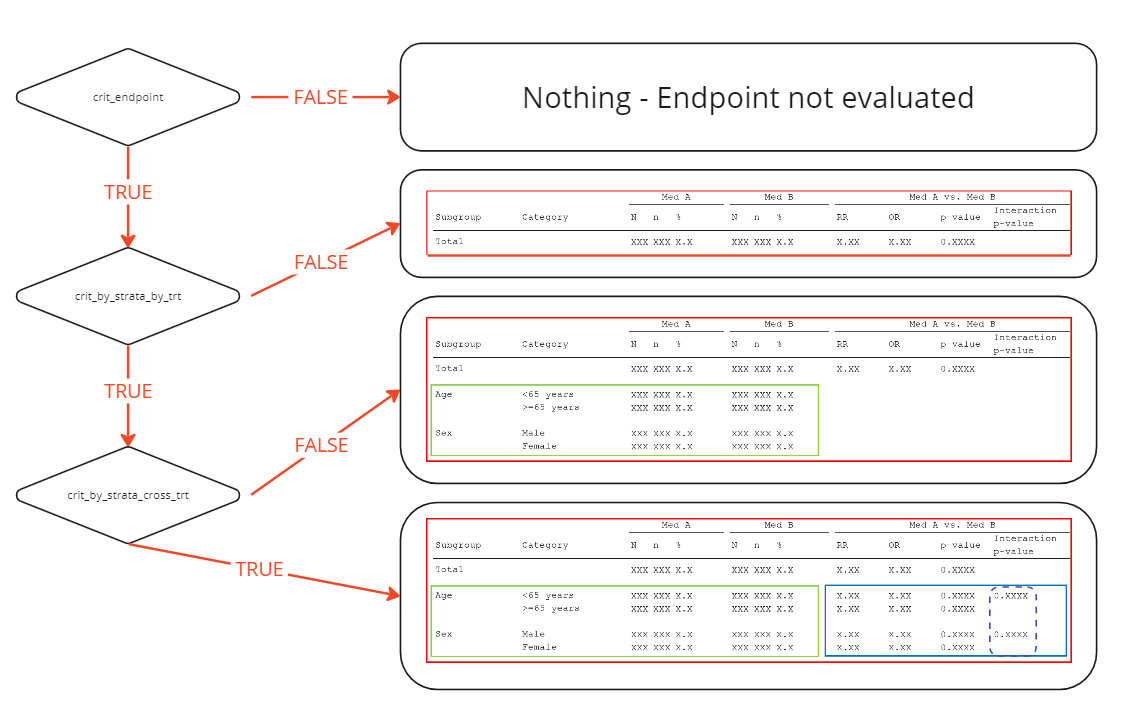 crit_endpoint
FALSE
Nothing - Endpoint not evaluated
TRUE
Med A Med B Med A vs. Med B
Subgroup Category N n % N n % RR OR p-value Interaction p-value
Total XXX XXX X.X XXX XXX X.X X.XX X.XX 0.XXXX
FALSE
crit_by_strata_by_trt
TRUE
Med A Med B Med A vs. Med B
Subgroup Category N n % N n % RR OR p-value Interaction p-value
Total XXX XXX X.X XXX XXX X.X X.XX X.XX 0.XXXX
Age <65 years XXX XXX X.X XXX XXX X.X
>=65 years XXX XXX X.X XXX XXX X.X
Sex Male XXX XXX X.X XXX XXX X.X
Female XXX XXX X.X XXX XXX X.X
FALSE
crit_by_strata_cross_trt
TRUE
Med A Med B Med A vs. Med B
Subgroup Category N n % N n % RR OR p-value Interaction p-value
Total XXX XXX X.X XXX XXX X.X X.XX X.XX 0.XXXX
Age <65 years XXX XXX X.X XXX XXX X.X X.XX X.XX 0.XXXX 0.XXXX
>=65 years XXX XXX X.X XXX XXX X.X X.XX X.XX 0.XXXX
Sex Male XXX XXX X.X XXX XXX X.X X.XX X.XX 0.XXXX 0.XXXX
Female XXX XXX X.X XXX XXX X.X X.XX X.XX 0.XXXX